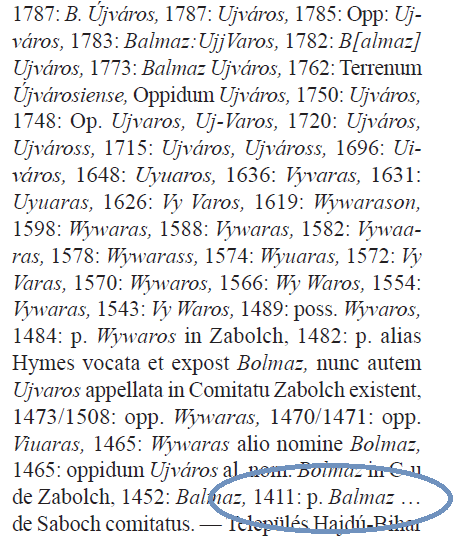 1787: B. Újváros, 1787: Ujváros, 1785: Opp: Uj-
város, 1783: Balmaz:UjjVaros, 1782: B[almaz]
Ujváros, 1773: Balmaz Ujváros, 1762: Terrenum
Újvárosiense, Oppidum Ujváros, 1750: Ujváros,
1748: Op. Ujvaros, Uj-Varos, 1720: Ujváros,
Ujváross, 1715: Ujváros, Ujváross, 1696: Ui-
város, 1648: Uyuaros, 1636: Vyvaras, 1631:
Uyuaras, 1626: Vy Varos, 1619: Wywarason,
1598: Wywaras, 1588: Vywaras, 1582: Vywaa-
ras, 1578: Wywarass, 1574: Wyuaras, 1572: Vy
Varas, 1570: Wywaros, 1566: Wy Waros, 1554:
Vywaras, 1543: Vy Waros, 1489: poss. Wyvaros,
1484: p. Wywaros in Zabolch, 1482: p. alias
Hymes vocata et expost Bolmaz, nunc autem
Ujvaros appellata in Comitatu Zabolch existent,
1473/1508: opp. Wywaras, 1470/1471: opp.
Viuaras, 1465: Wywaras alio nomine Bolmaz,
1465: oppidum Ujváros al. nom. Bolmaz in C-u
de Zabolch, 1452: Balmaz, 1411: p. Balmaz …
de Saboch comitatus. — Település Hajdú-Bihar